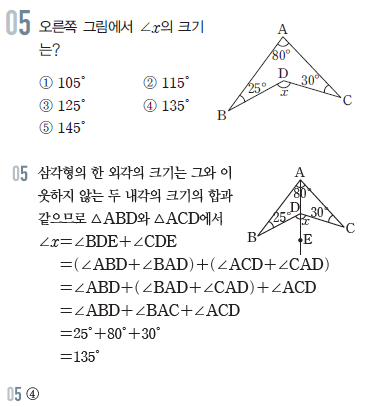 05 오른쪽 그림에서 ∠x의 크기
는?
① 105° ② 115°
③ 125° ④ 135°
⑤ 145°
A
80°
D
25° 30°
x
B C
05 삼각형의 한 외각의 크기는 그와 이
웃하지 않는 두 내각의 크기의 합과
같으므로 △ABD와 △ACD에서
∠x=∠BDE+∠CDE
=(∠ABD+∠BAD)+(∠ACD+∠CAD)
=∠ABD+(∠BAD+∠CAD)+∠ACD
=∠ABD+∠BAC+∠ACD
=25°+80°+30°
=135°
A
80°
D
25° 30°
x
B C
E
05 ④